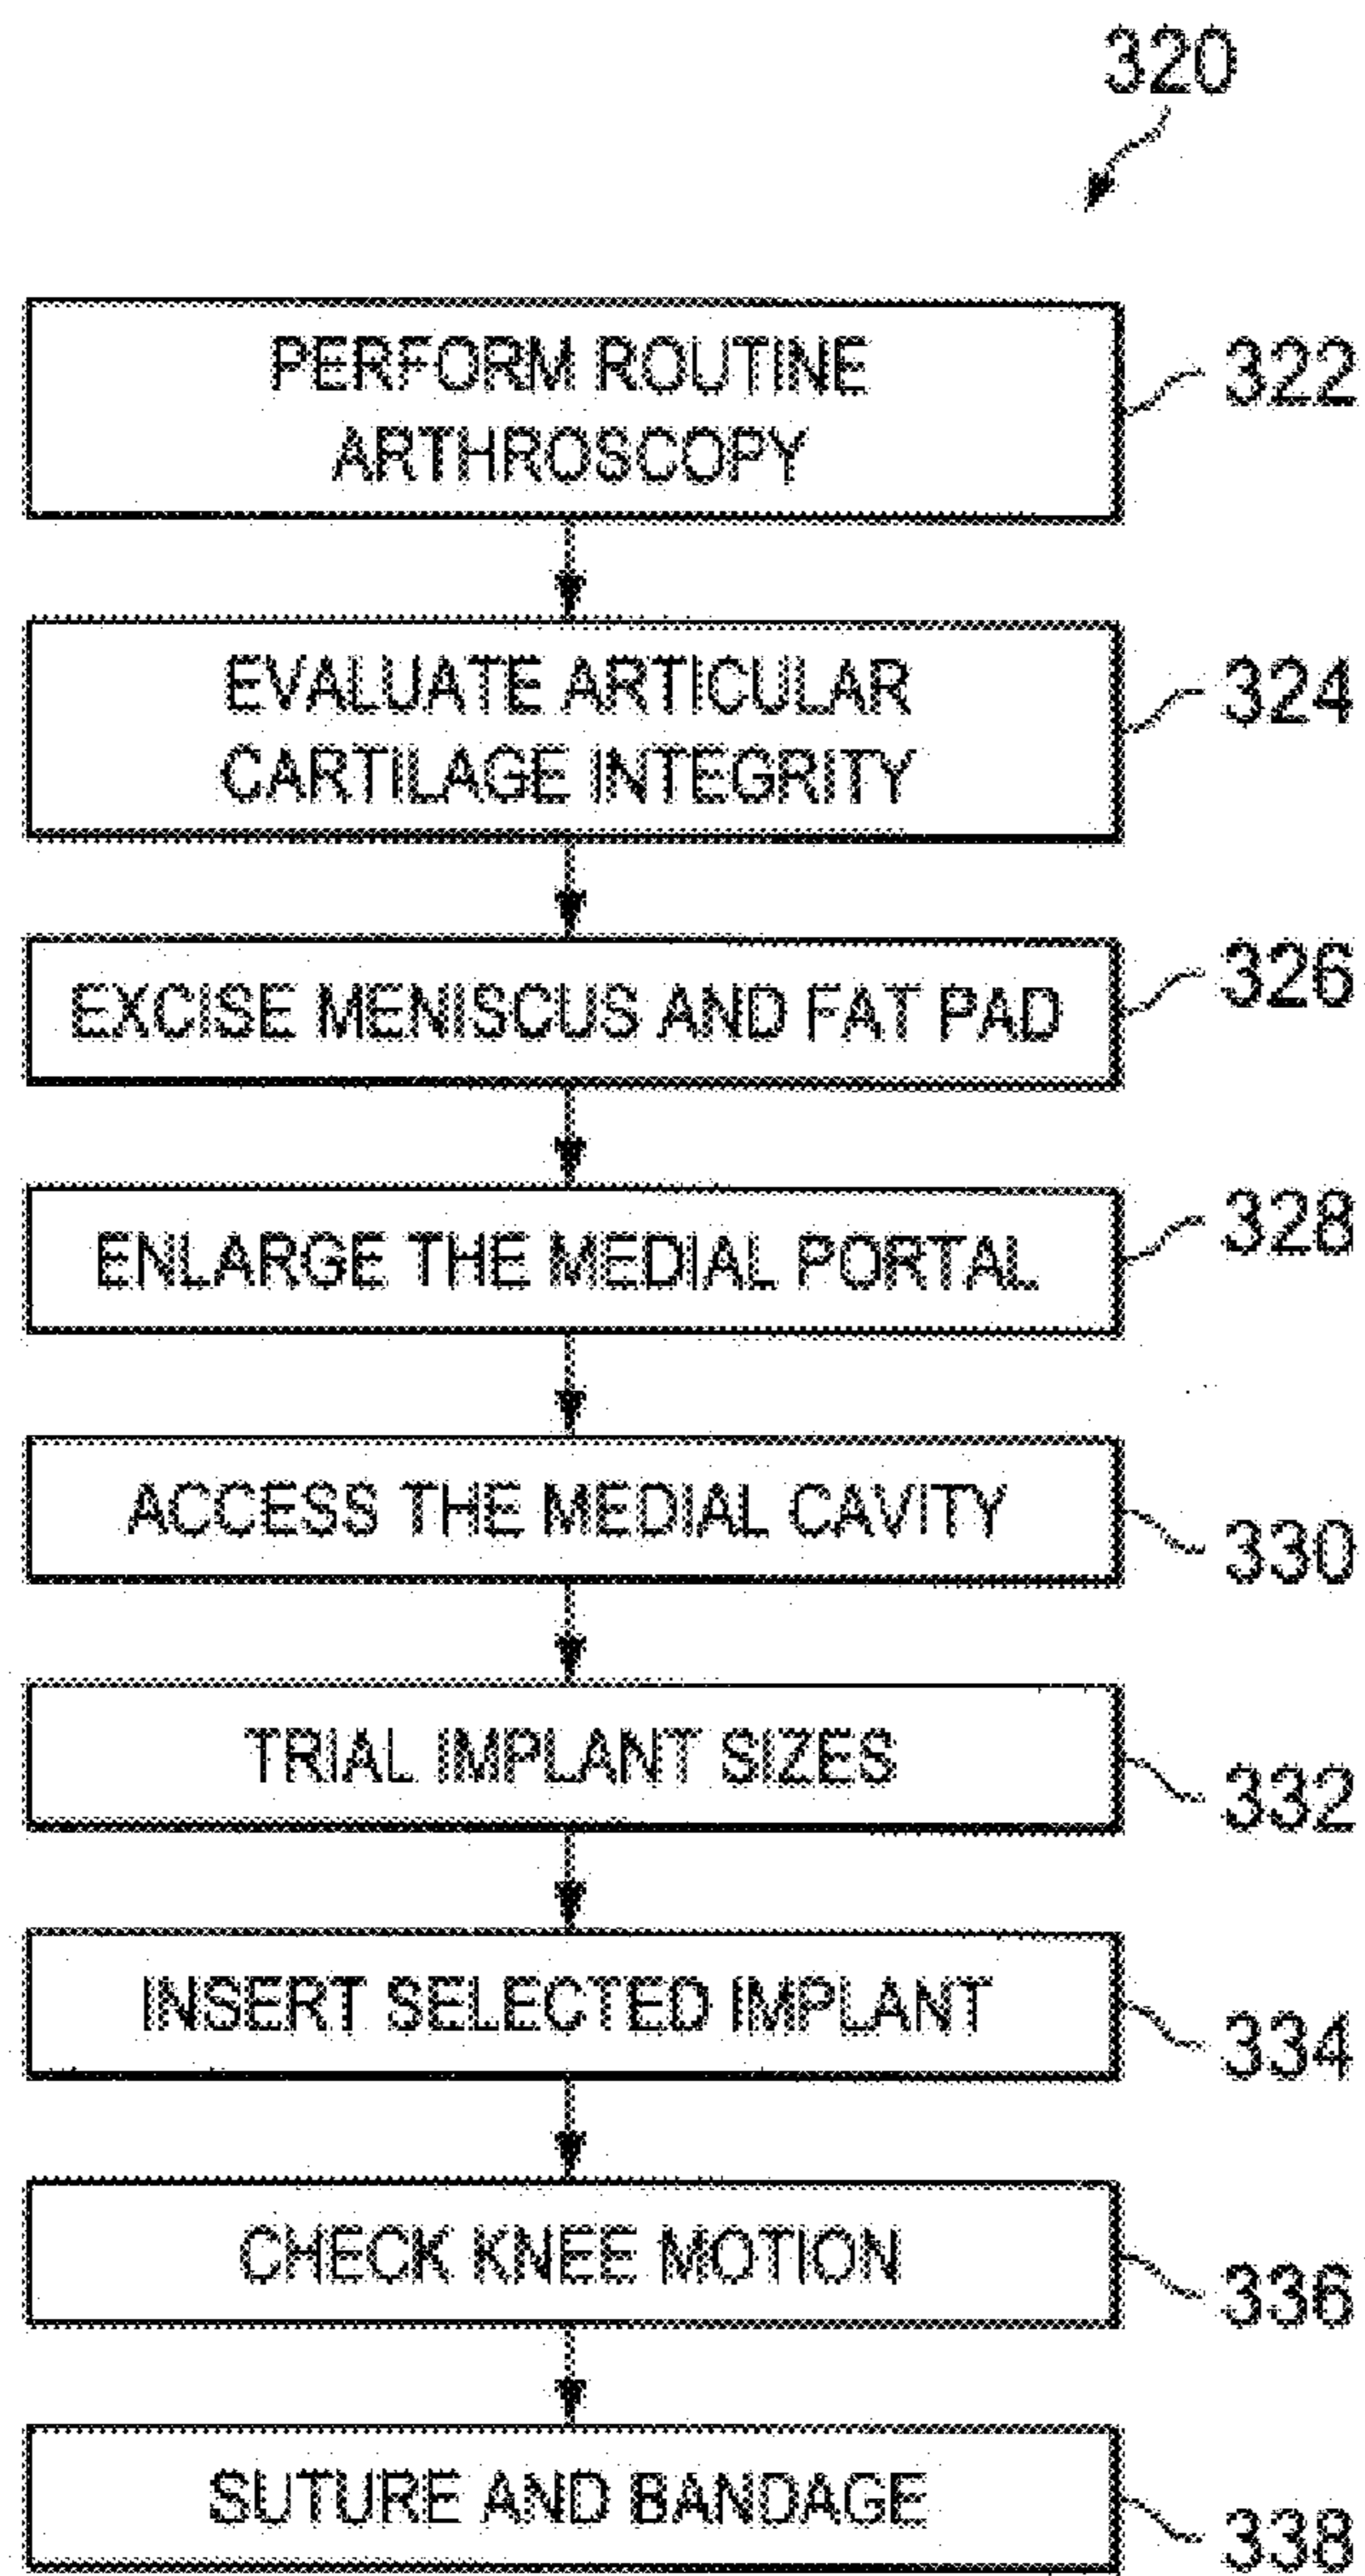 320
PERFORM ROUTINE
ARTHROSCOPY
322
EVALUATE ARTICULAR
CARTILAGE INTEGRITY
324
EXCISE MENISCUS AND FAT PAD
326
ENLARGE THE MEDIAL PORTAL
328
ACCESS THE MEDIAL CAVITY
330
TRIAL IMPLANT SIZES
332
INSERT SELECTED IMPLANT
334
CHECK KNEE MOTION
336
SUTURE AND BANDAGE
338